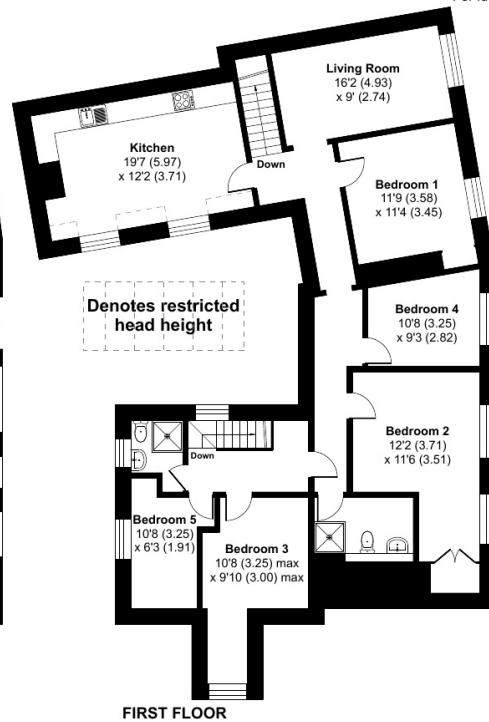 Living Room
16'2 (4.93)
x 9' (2.74)
Kitchen
19'7 (5.97)
x 12'2 (3.71)
Down
Bedroom 1
11'9 (3.58)
x 11'4 (3.45)
Denotes restricted
head height
Bedroom 4
10'8 (3.25)
x 9'3 (2.82)
Bedroom 2
12'2 (3.71)
x 11'6 (3.51)
Down
Bedroom 5
10'8 (3.25)
x 6'3 (1.91)
Bedroom 3
10'8 (3.25) max
x 9'10 (3.00) max
FIRST FLOOR